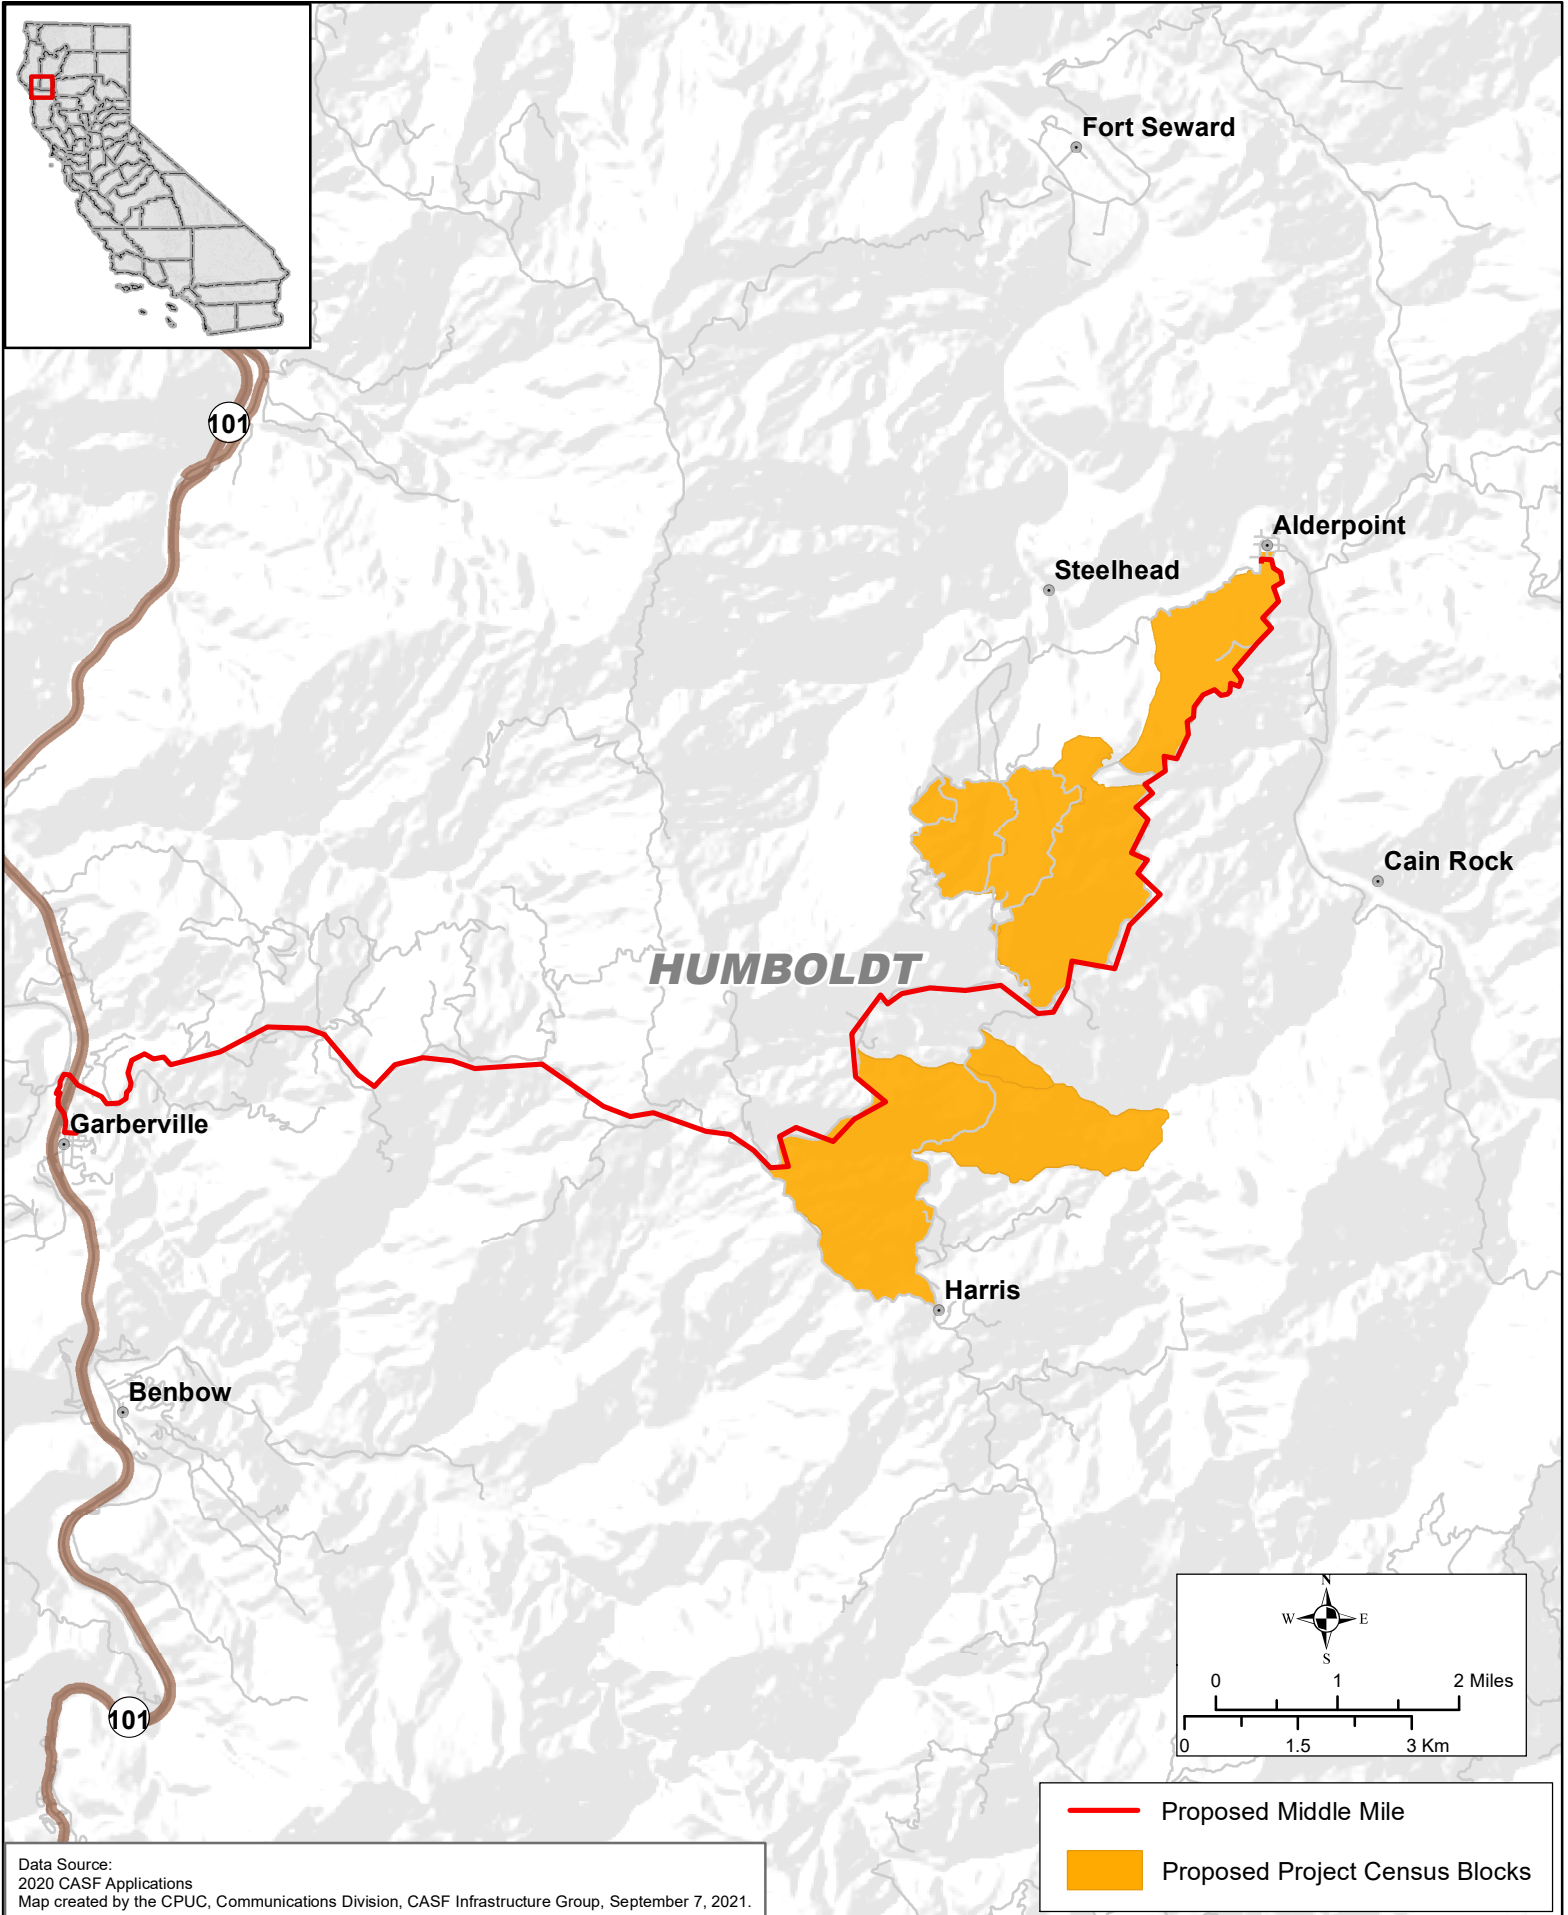 Fort Seward
101
Alderpoint
Steelhead
Cain Rock
HUMBOLDT
Garberville
Harris
Benbow
101
N
W E
S
0 1 2 Miles
0 1.5 3 Km
Proposed Middle Mile
Proposed Project Census Blocks
Data Source:
2020 CASF Applications
Map created by the CPUC, Communications Division, CASF Infrastructure Group, September 7, 2021.